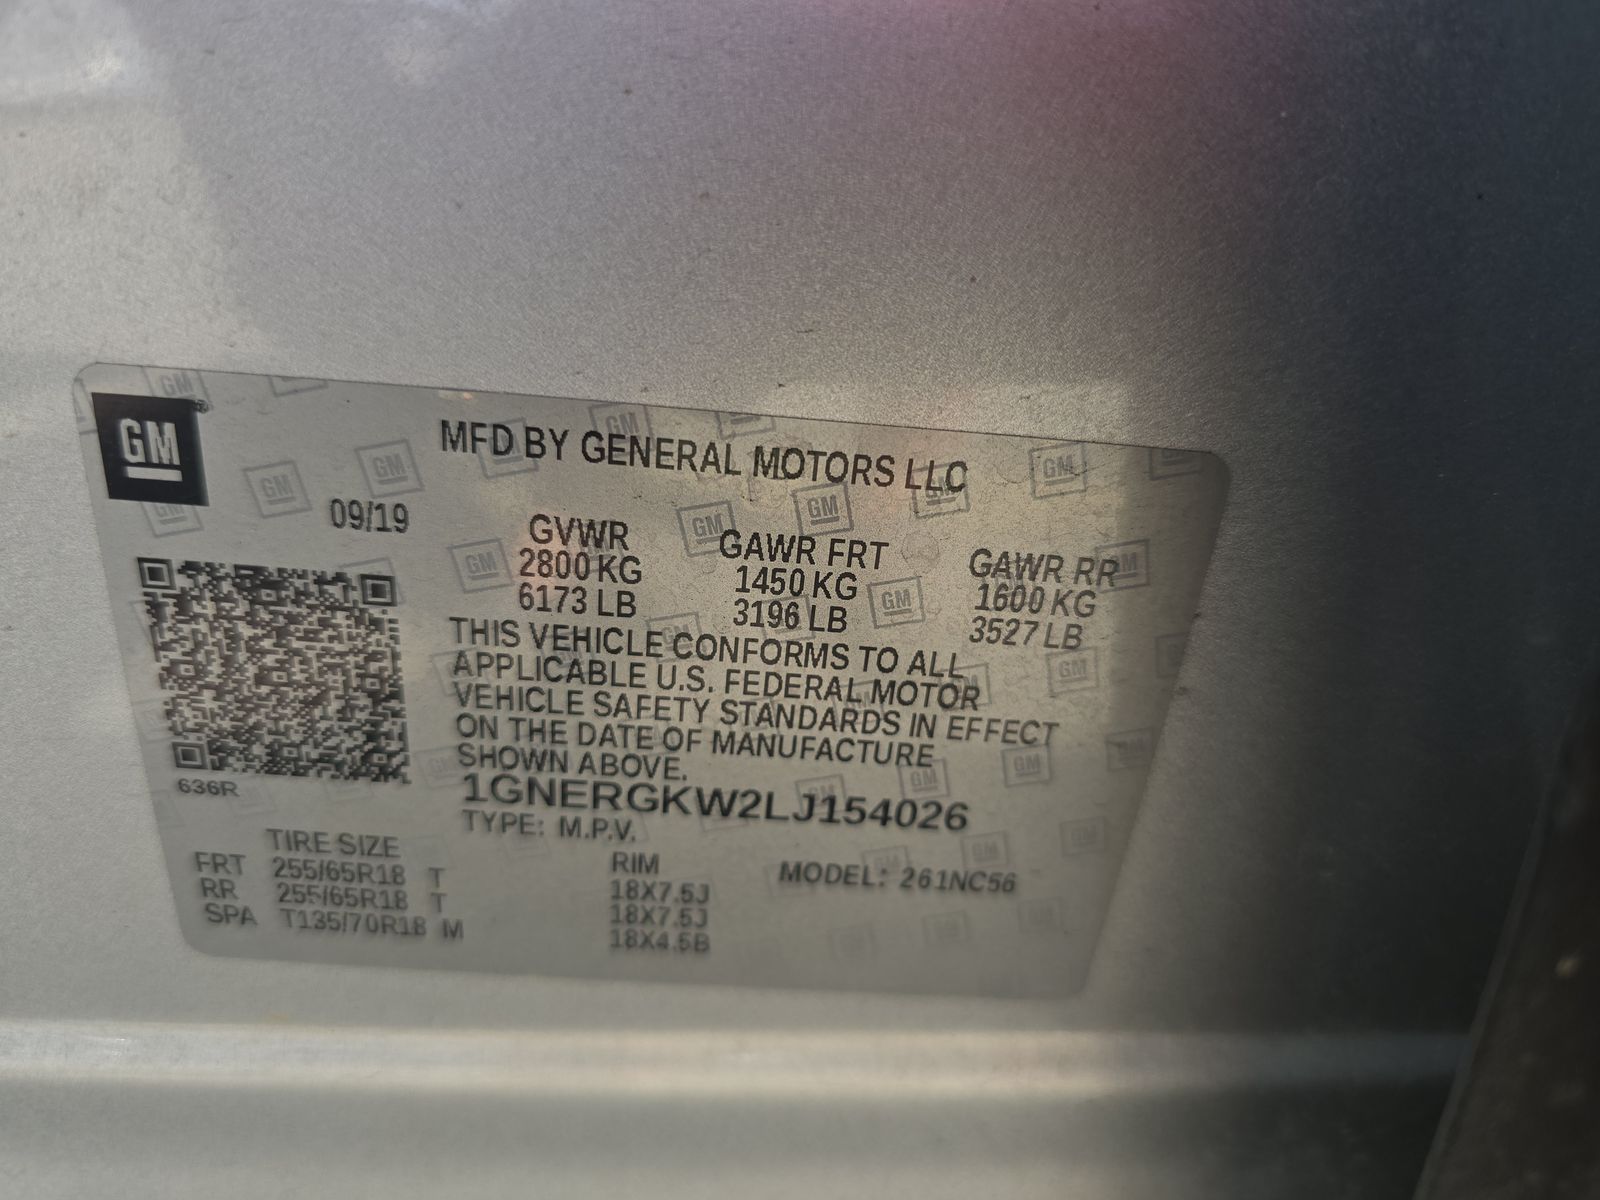 GM
MFD BY GENERAL MOTORS LLC
09/19
GVWR GAWR FRT GAWR RR
2800 KG 1450 KG 1600 KG
6173 LB 3196 LB 3527 LB
THIS VEHICLE CONFORMS TO ALL
APPLICABLE U.S. FEDERAL MOTOR
VEHICLE SAFETY STANDARDS IN EFFECT
ON THE DATE OF MANUFACTURE
SHOWN ABOVE.
636R
1GNERGKW2LJ154026
TYPE: M.P.V.
TIRE SIZE RIM MODEL: 261NC56
FRT 255/65R18 T 18X7.5J
RR 255/65R18 T 18X7.5J
SPA T135/70R18 M 18X4.5B